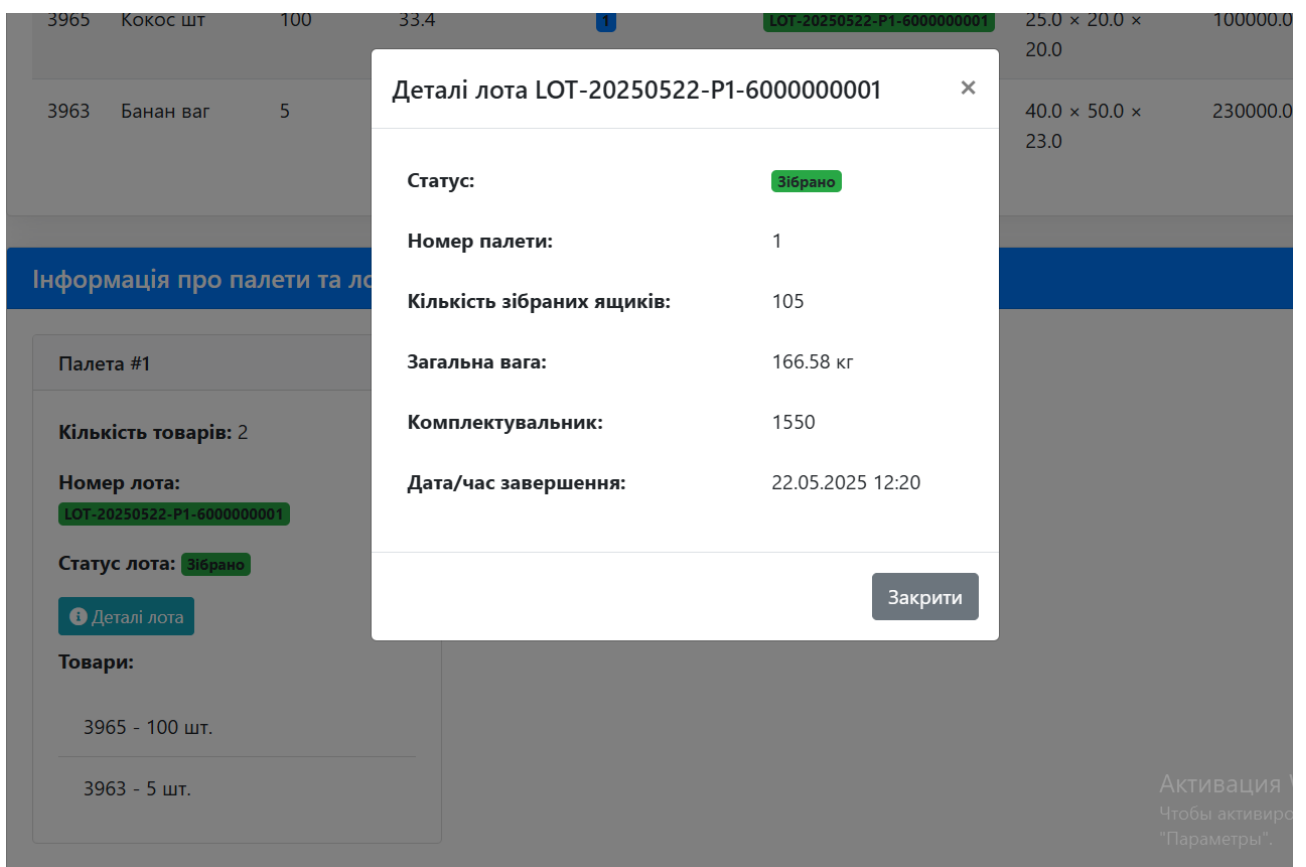 3965 Кокос шт 100 33.4 1 LOT-20250522-P1-6000000001 25.0 × 20.0 × 100000.0
20.0
Деталі лота LOT-20250522-P1-6000000001 ×
3963 Банан ваг 5 40.0 × 50.0 × 230000.0
23.0
Статус: Зібрано
Номер палети: 1
Інформація про палети та ло
Кількість зібраних ящиків: 105
Палета #1
Загальна вага: 166.58 кг
Комплектувальник: 1550
Кількість товарів: 2
Номер лота:
Дата/час завершення: 22.05.2025 12:20
LOT-20250522-P1-6000000001
Статус лота: Зібрано
Закрити
Деталі лота
Товари:
3965 - 100 шт.
3963 - 5 шт.
Активация
Чтобы активиро
"Параметры".